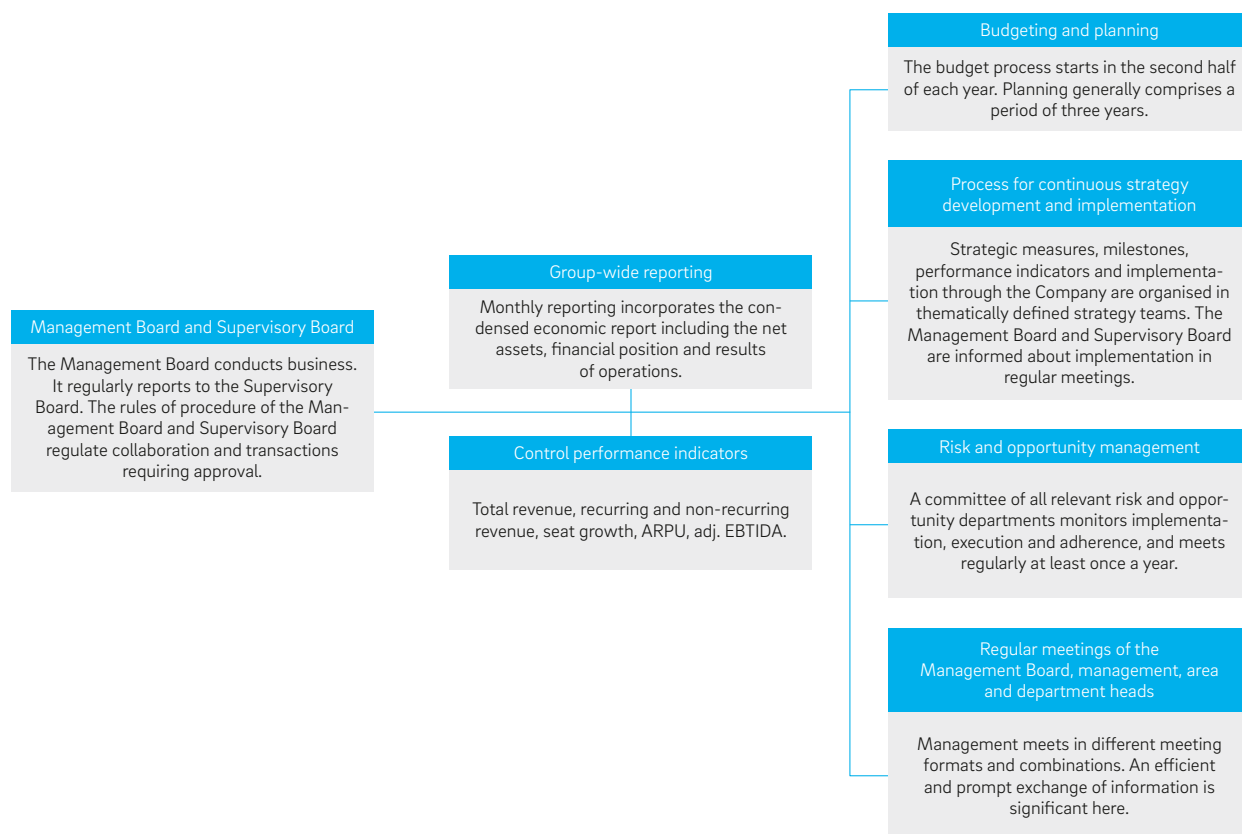 Management Board and Supervisory Board
The Management Board conducts business.
It regularly reports to the Supervisory
Board. The rules of procedure of the Man-
agement Board and Supervisory Board
regulate collaboration and transactions
requiring approval.
Group-wide reporting
Monthly reporting incorporates the con-
densed economic report including the net
assets, financial position and results
of operations.
Control performance indicators
Total revenue, recurring and non-recurring
revenue, seat growth, ARPU, adj. EBTIDA.
Budgeting and planning
The budget process starts in the second half
of each year. Planning generally comprises a
period of three years.
Process for continuous strategy
development and implementation
Strategic measures, milestones,
performance indicators and implementa-
tion through the Company are organised in
thematically defined strategy teams. The
Management Board and Supervisory Board
are informed about implementation in
regular meetings.
Risk and opportunity management
A committee of all relevant risk and oppor-
tunity departments monitors implementa-
tion, execution and adherence, and meets
regularly at least once a year.
Regular meetings of the
Management Board, management, area
and department heads
Management meets in different meeting
formats and combinations. An efficient
and prompt exchange of information is
significant here.